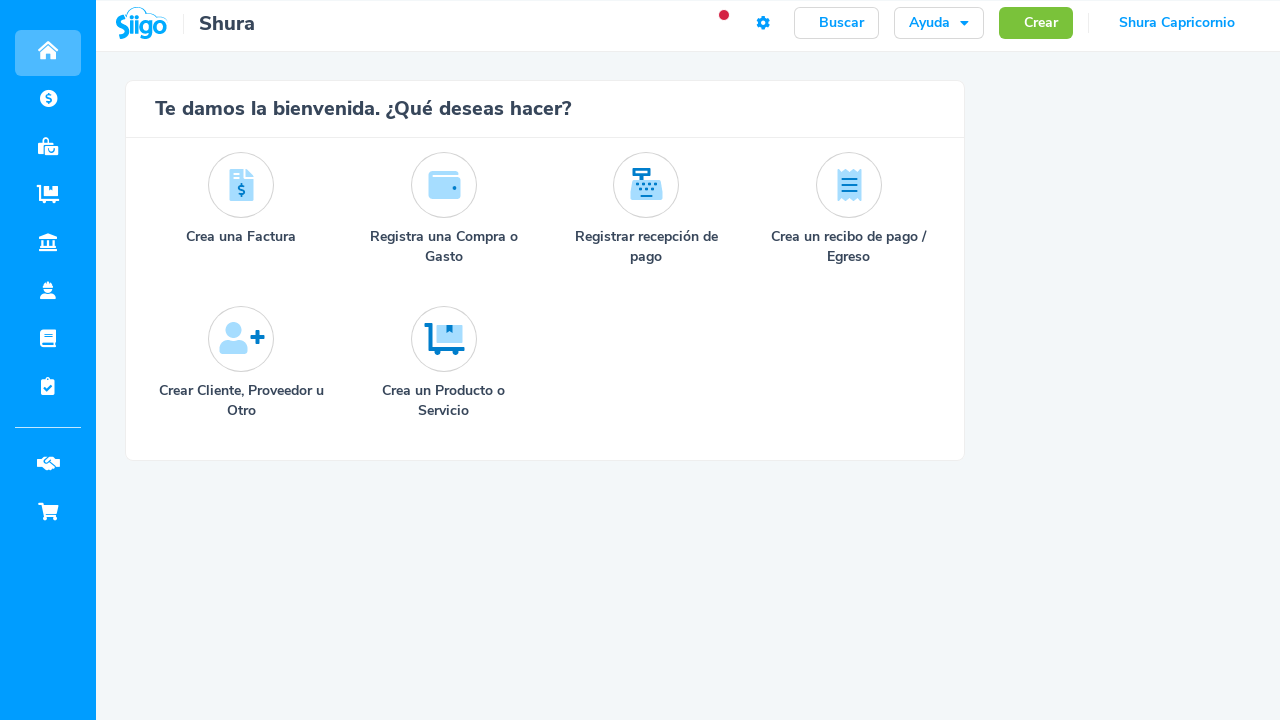 Siigo
Shura
Buscar
Ayuda
Crear
Shura Capricornio
Te damos la bienvenida. ¿Qué deseas hacer?
Crea una Factura
Registra una Compra o
Gasto
Registrar recepción de
pago
Crea un recibo de pago /
Egreso
Crear Cliente, Proveedor u
Otro
Crea un Producto o
Servicio